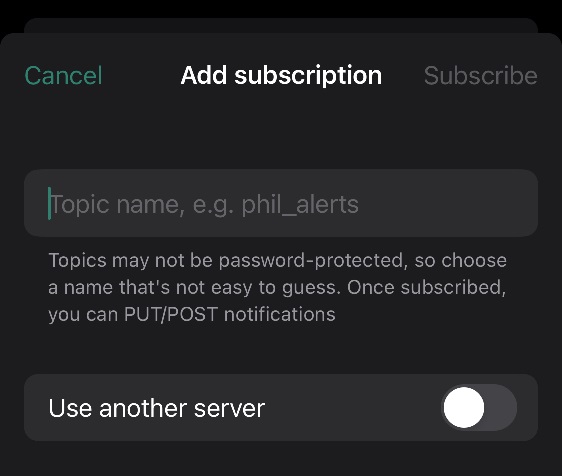 Cancel Add subscription Subscribe
Topic name, e.g. phil_alerts
Topics may not be password-protected, so choose
a name that's not easy to guess. Once subscribed,
you can PUT/POST notifications
Use another server